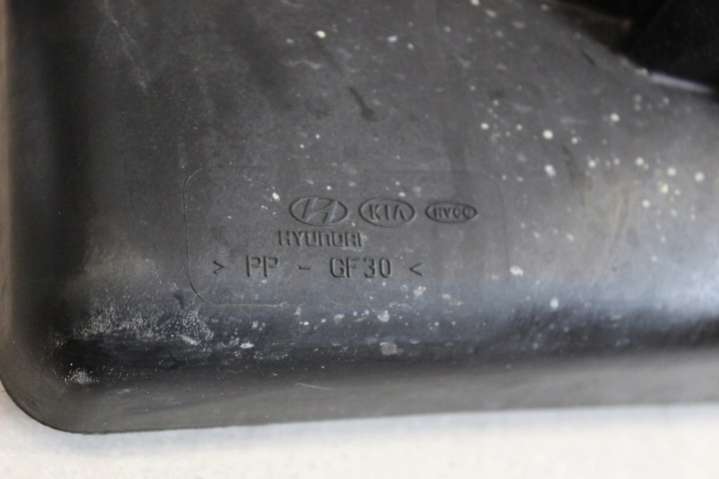 KIA HYCO
HYUNDAI
> PP - GF30 <